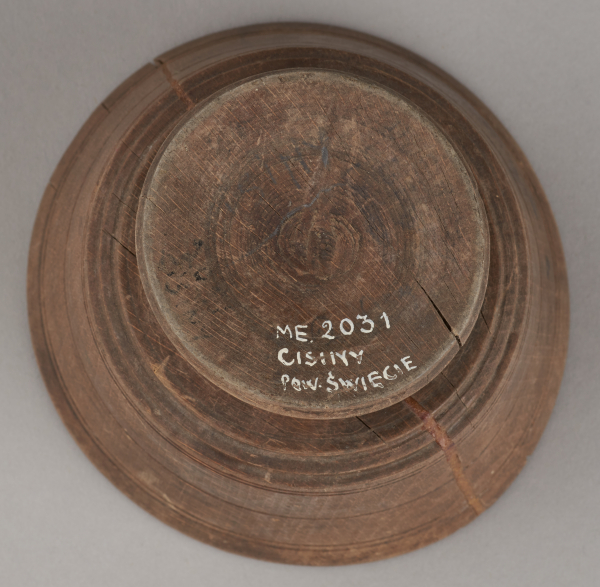 ME. 2031
CISINY
POW. ŚWIECIE